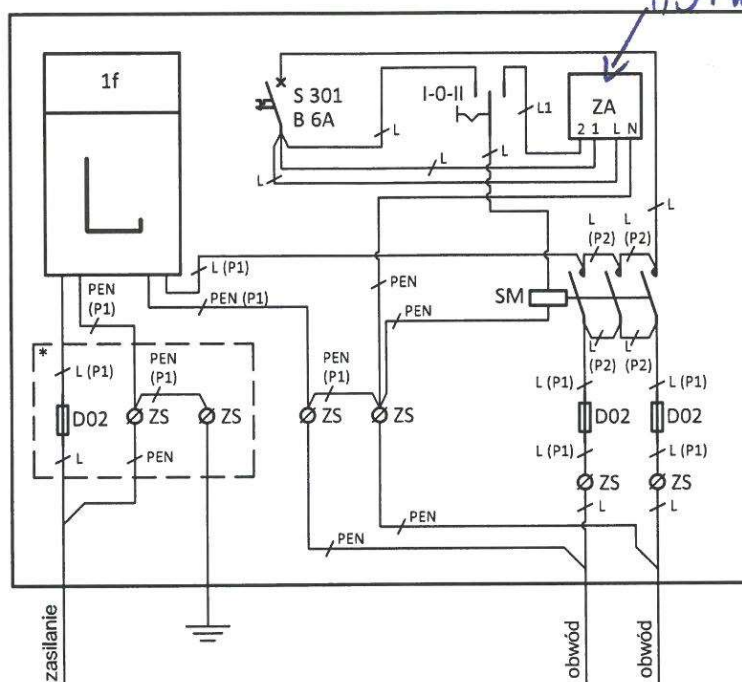 1f
S 301
B 6A
I-0-II
L1
ZA
2 1 L N
L
L
L
L
L
L (P1)
PEN (P1)
PEN
(P1)
PEN
PEN
SM
L
(P2)
L
(P2)
L
(P2)
L
(P2)
*
L (P1)
PEN
(P1)
D02
ZS
ZS
L
PEN
PEN
(P1)
ZS
ZS
L (P1)
L (P1)
D02
D02
L (P1)
L (P1)
ZS
ZS
L
L
PEN
PEN
zasilanie
obwód
obwód